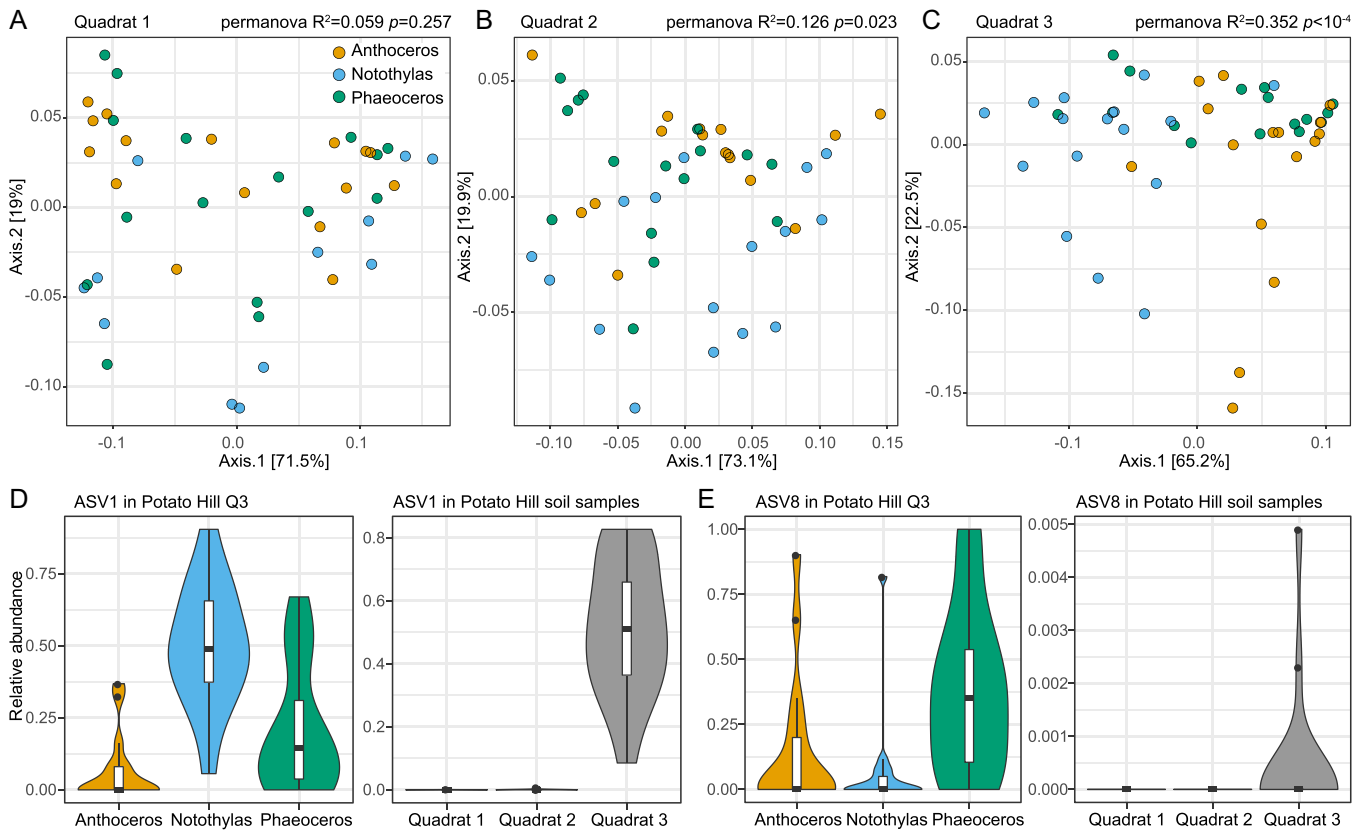 A Quadrat 1 permanova R²=0.059 p=0.257
Anthoceros
Notothylas
Phaeoceros
0.05
0.00
-0.05
-0.10
Axis.2 [19%]
-0.1 0.0 0.1
Axis.1 [71.5%]
B Quadrat 2 permanova R²=0.126 p=0.023
0.05
0.00
-0.05
Axis.2 [19.9%]
-0.10 -0.05 0.00 0.05 0.10 0.15
Axis.1 [73.1%]
C Quadrat 3 permanova R²=0.352 p<10⁻⁴
0.05
0.00
-0.05
-0.10
-0.15
Axis.2 [22.5%]
-0.1 0.0 0.1
Axis.1 [65.2%]
D ASV1 in Potato Hill Q3
Relative abundance
0.75
0.50
0.25
0.00
Anthoceros Notothylas Phaeoceros
ASV1 in Potato Hill soil samples
0.8
0.6
0.4
0.2
0.0
Quadrat 1 Quadrat 2 Quadrat 3
E ASV8 in Potato Hill Q3
1.00
0.75
0.50
0.25
0.00
Anthoceros Notothylas Phaeoceros
ASV8 in Potato Hill soil samples
0.005
0.004
0.003
0.002
0.001
0.000
Quadrat 1 Quadrat 2 Quadrat 3